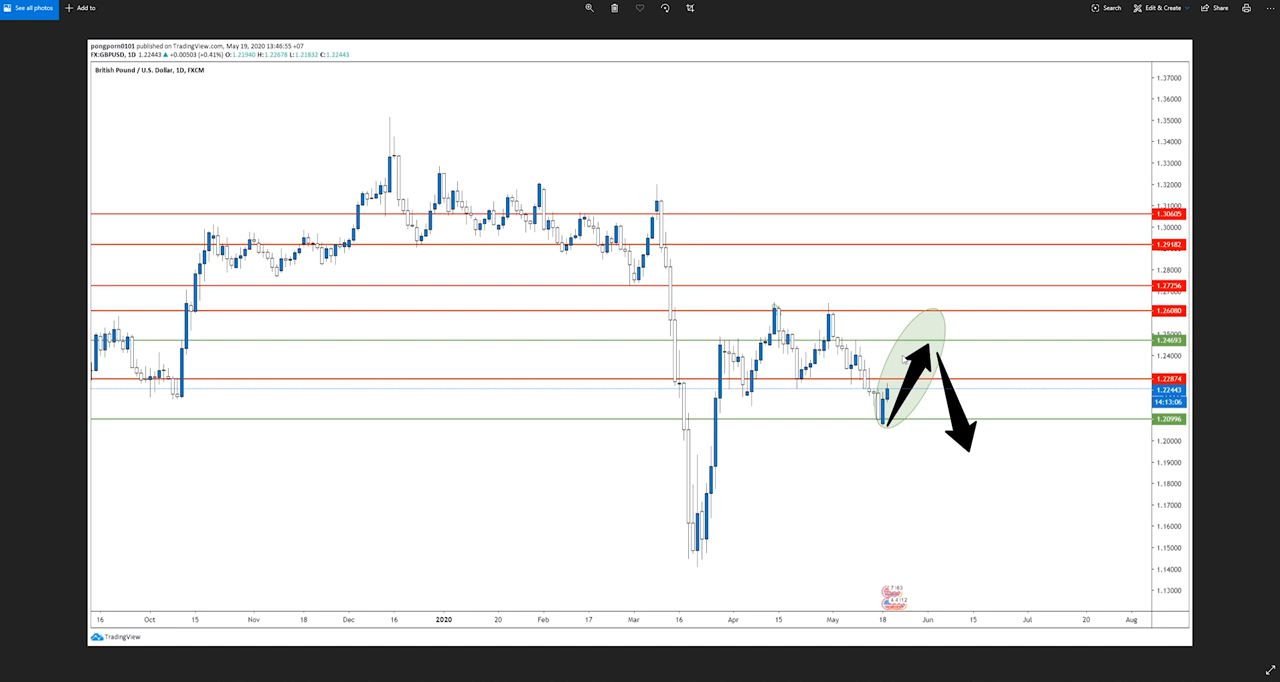 See all photos
Add to
Search
Edit & Create
Share
pongporn0101 published on TradingView.com, May 19, 2020 13:46:55 +07
FX:GBPUSD, 1D 1.22443 ▲ +0.00503 (+0.41%) O:1.21940 H:1.22678 L:1.21832 C:1.22443
British Pound / U.S. Dollar, 1D, FXCM
1.37000
1.36000
1.35000
1.34000
1.33000
1.32000
1.31000
1.30605
1.30000
1.29182
1.28000
1.27256
1.27000
1.26080
1.25000
1.24693
1.24000
1.22874
1.22443
14:13:06
1.20996
1.20000
1.19000
1.18000
1.17000
1.16000
1.15000
1.14000
1.13000
16
Oct
15
Nov
18
Dec
16
2020
20
Feb
17
Mar
16
Apr
15
May
18
Jun
15
Jul
20
Aug
TradingView